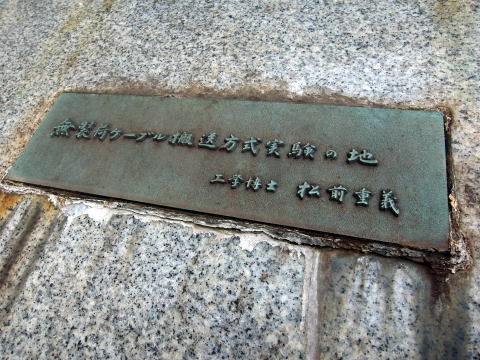 無装荷ケーブル搬送方式実験の地
工学博士 松前重義